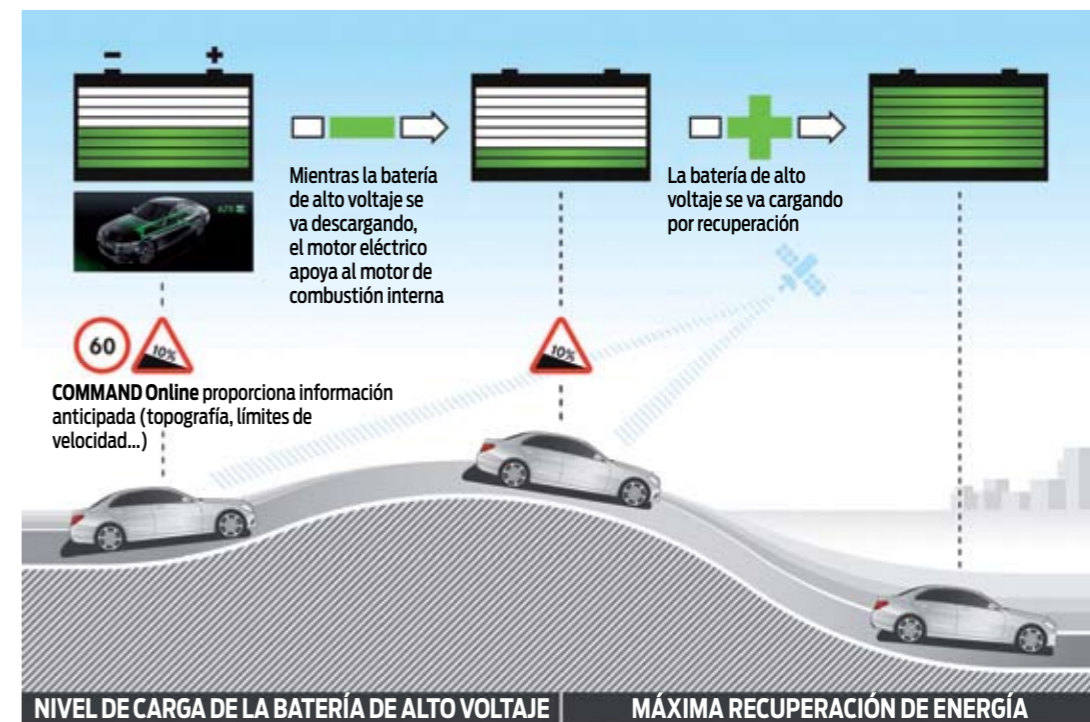 - +
Mientras la batería
de alto voltaje se
va descargando,
el motor eléctrico
apoya al motor de
combustión interna
La batería de alto
voltaje se va cargando
por recuperación
60
10%
10%
COMMAND Online proporciona información
anticipada (topografía, límites de
velocidad...)
NIVEL DE CARGA DE LA BATERÍA DE ALTO VOLTAJE
MÁXIMA RECUPERACIÓN DE ENERGÍA